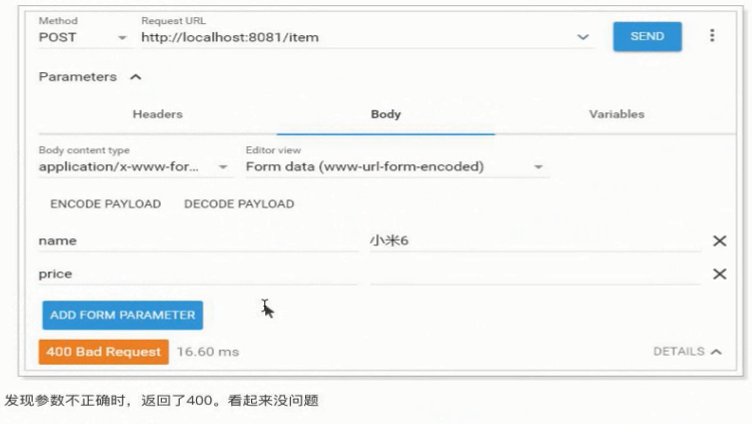 Method
Request URL
POST
http://localhost:8081/item
SEND
Parameters
Headers
Body
Variables
Body content type
Editor view
application/x-www-for...
Form data (www-url-form-encoded)
ENCODE PAYLOAD
DECODE PAYLOAD
name
小米6
price
ADD FORM PARAMETER
400 Bad Request
16.60 ms
DETAILS
发现参数不正确时，返回了400。看起来没问题